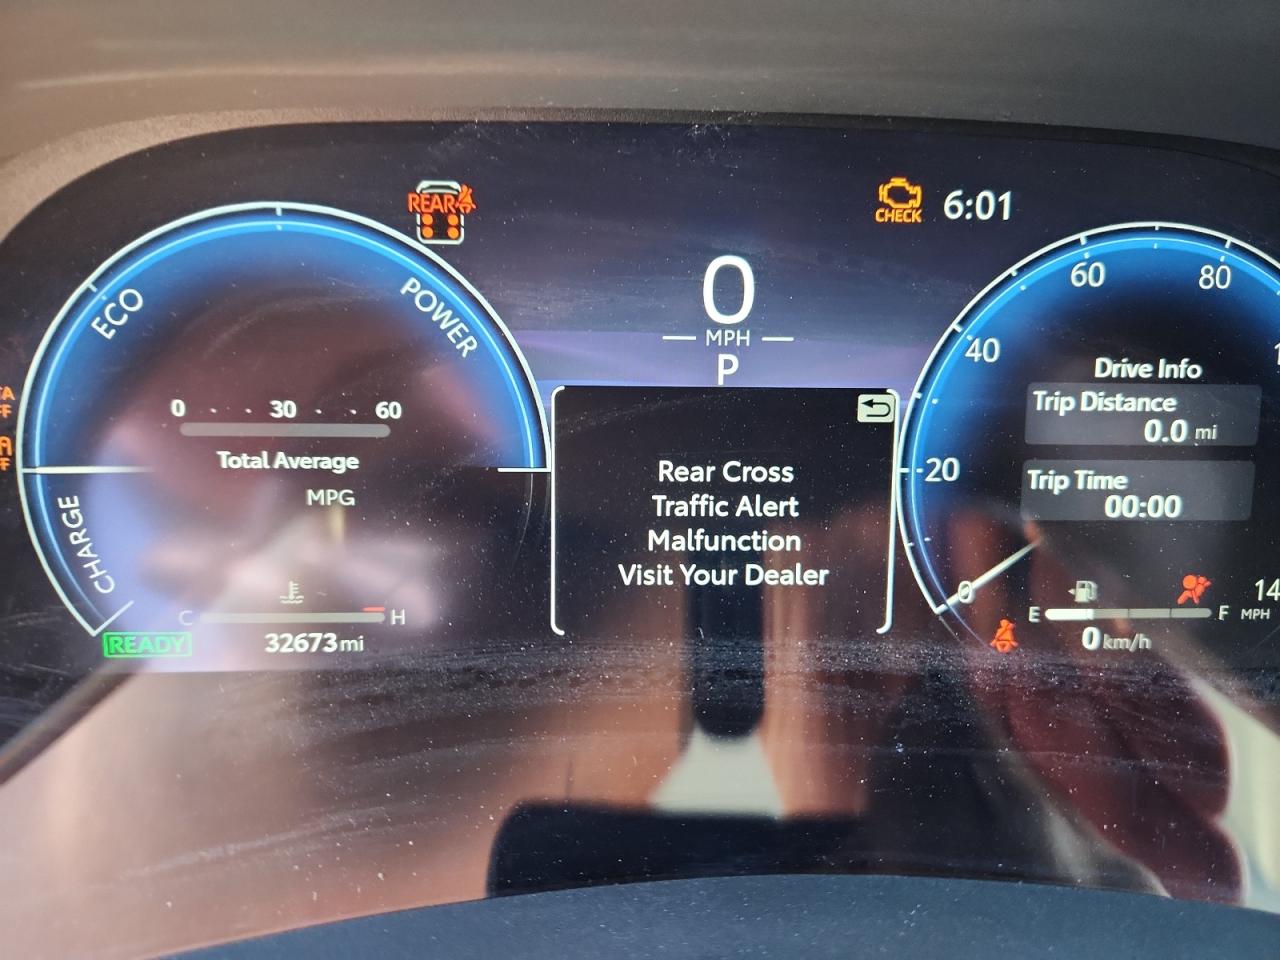 REAR
CHECK
6:01
0
MPH
P
ECO
POWER
CHARGE
0 30 60
Total Average
MPG
C H
READY
32673 mi
Rear Cross
Traffic Alert
Malfunction
Visit Your Dealer
0
20
40
60
80
Drive Info
Trip Distance
0.0 mi
Trip Time
00:00
E F
0 km/h
MPH